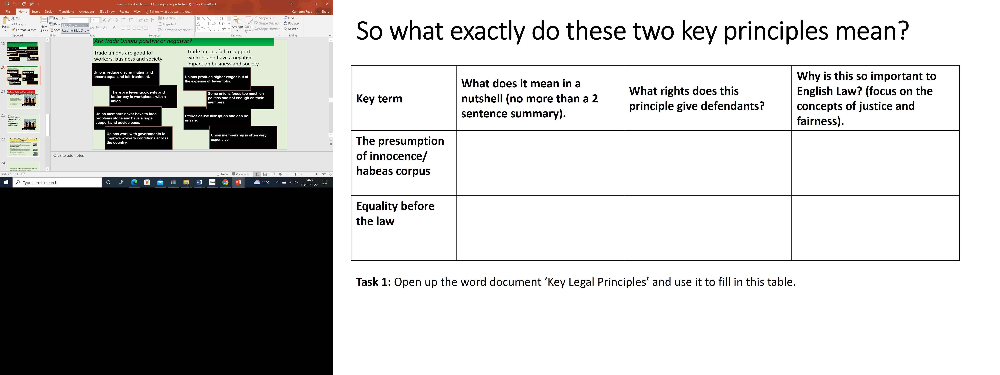 Session 3 - How far should our rights be protected (1).pptx - PowerPoint
File Home Insert Design Transitions Animations Slide Show Review View Tell me what you want to do... Cameron Reed Share
Paste Cut Copy Format Painter
Clipboard
New Slide Layout
Slides
Slide Show
Resume Slide Show
16
Font
Text Direction
Align Text
Convert to SmartArt
Paragraph
Arrange Quick Styles
Shape Fill
Shape Outline
Shape Effects
Drawing
Find
Replace
Select
Editing
19
20
21
Big Topic: Rights and Responsibilities
22
How many
terrorist attacks
can you think of
that have
happened in
recent years?
23
24
Are Trade Unions positive or negative?
Trade unions are good for
workers, business and society
Unions reduce discrimination and
ensure equal and fair treatment.
There are fewer accidents and
better pay in workplaces with a
union.
Union members never have to face
problems alone and have a large
support and advice base.
Unions work with governments to
improve workers conditions across
the country.
Trade unions fail to support
workers and have a negative
impact on business and society.
Unions produce higher wages but at
the expense of fewer jobs.
Some unions focus too much on
politics and not enough on their
members.
Strikes cause disruption and can be
unsafe.
Union membership is often very
expensive.
Click to add notes
Slide 20 of 31
Notes Comments 59%
Type here to search
SIMS
11°C
14:27
03/11/2022
So what exactly do these two key principles mean?
Key term
What does it mean in a
nutshell (no more than a 2
sentence summary).
What rights does this
principle give defendants?
Why is this so important to
English Law? (focus on the
concepts of justice and
fairness).
The presumption
of innocence/
habeas corpus
Equality before
the law
Task 1: Open up the word document ‘Key Legal Principles’ and use it to fill in this table.